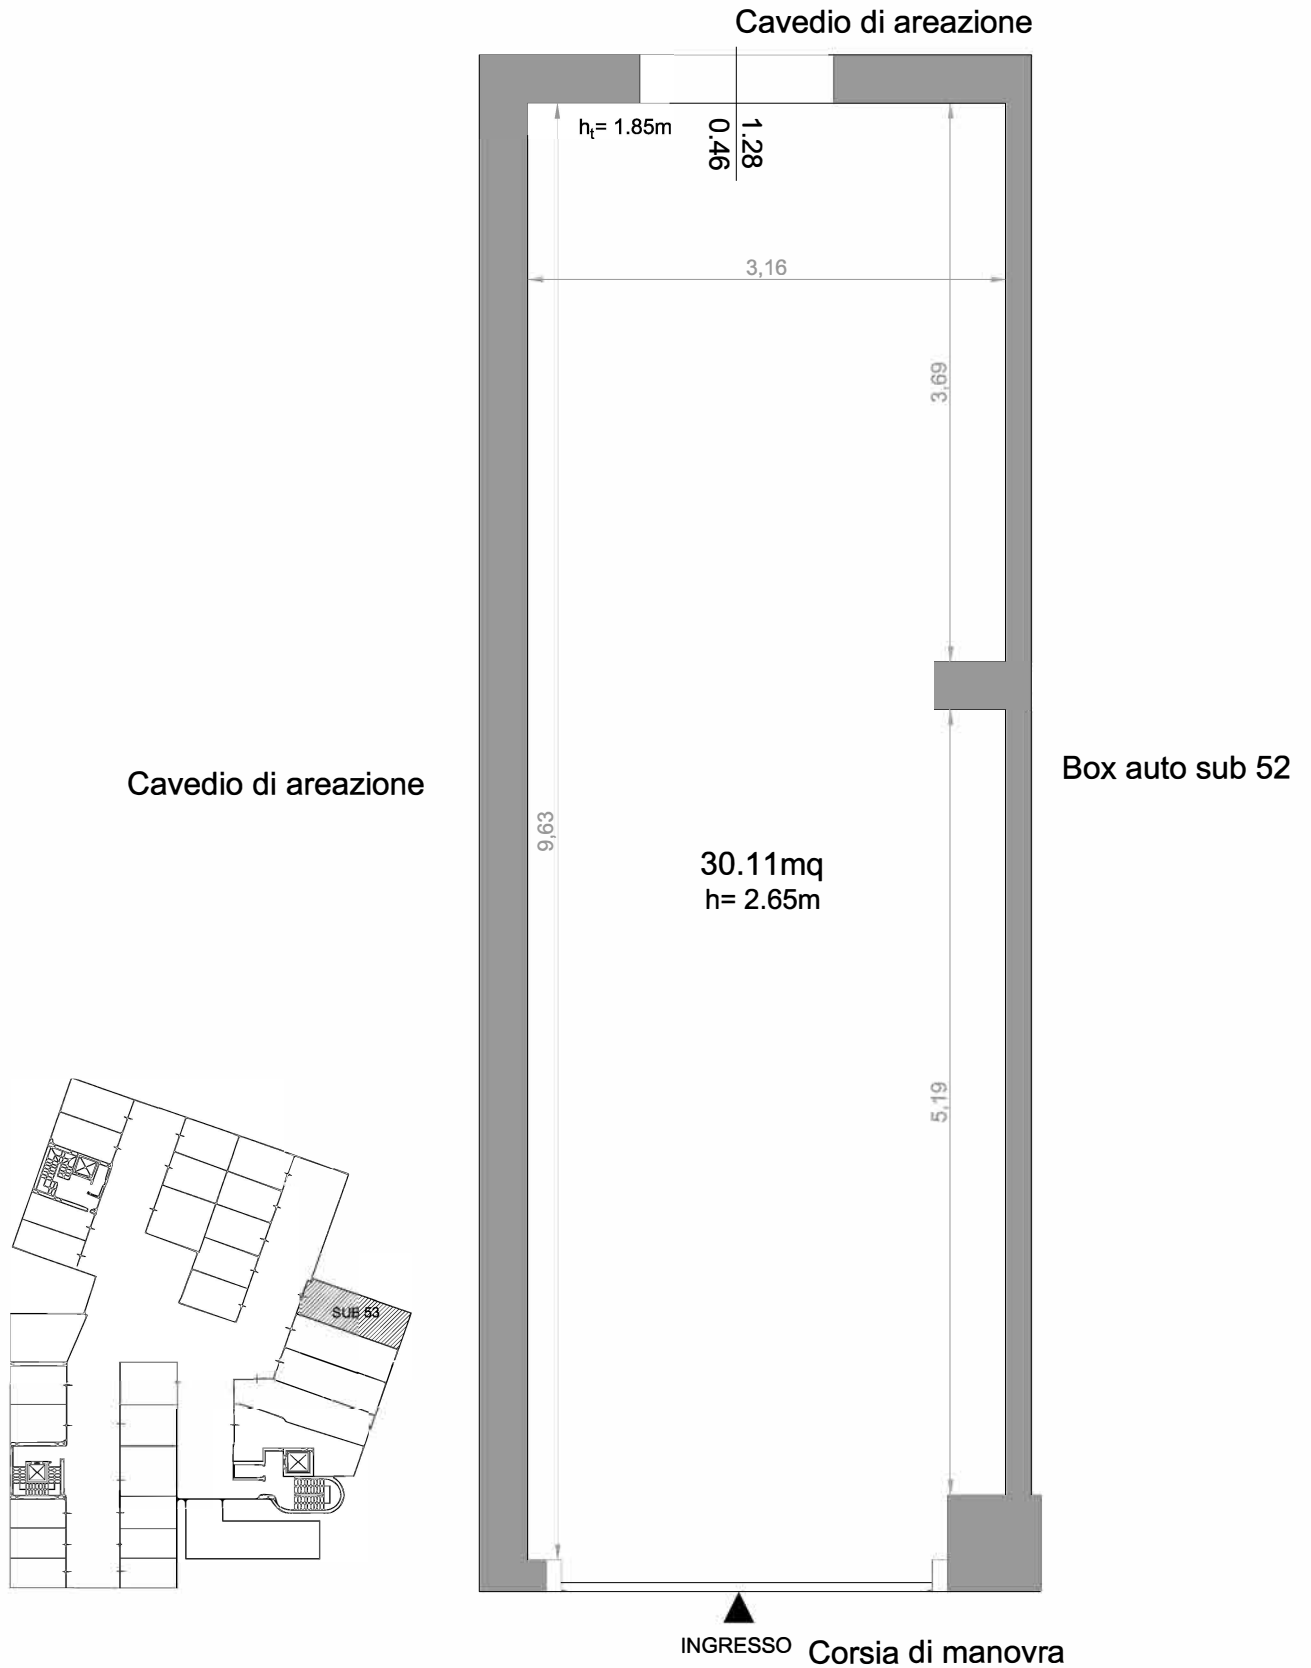 Cavedio di areazione
h_t= 1.85m
1.28
0.46
3,16
3,69
Cavedio di areazione
Box auto sub 52
9,63
30.11mq
h= 2.65m
5,19
SUB 53
INGRESSO
Corsia di manovra